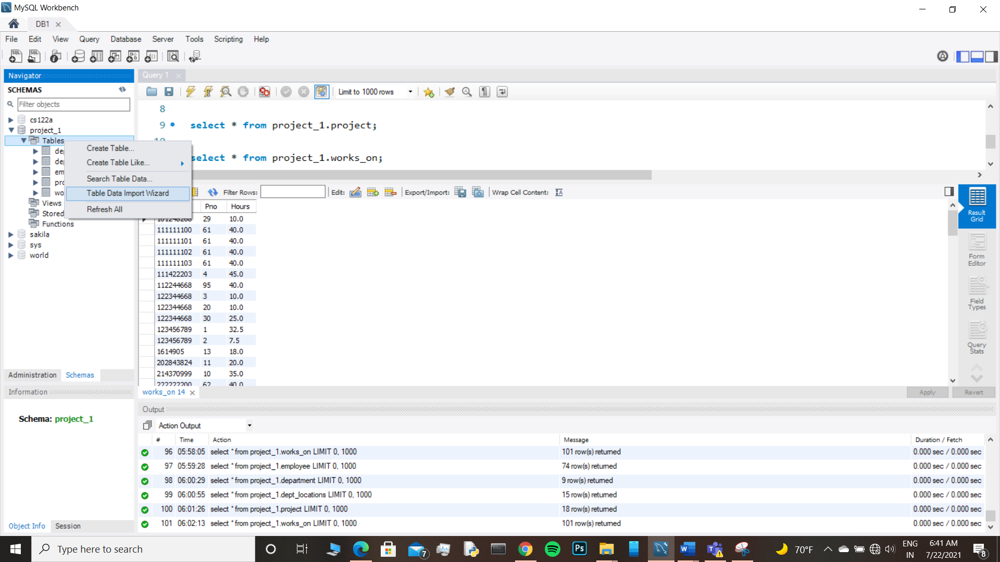 MySQL Workbench
DB1
File Edit View Query Database Server Tools Scripting Help
Navigator
SCHEMAS
Filter objects
cs122a
project_1
Tables
Views
Stored
Functions
sakila
sys
world
Create Table...
Create Table Like...
Search Table Data...
Table Data Import Wizard
Refresh All
Administration Schemas
Information
Schema: project_1
Object Info Session
Query 1
Limit to 1000 rows
8
9 select * from project_1.project;
10
select * from project_1.works_on;
Filter Rows: Edit: Export/Import: Wrap Cell Content:
Pno Hours
101248268 29 10.0
111111100 61 40.0
111111101 61 40.0
111111102 61 40.0
111111103 61 40.0
111422203 4 45.0
112244668 95 40.0
122344668 3 10.0
122344668 20 10.0
122344668 30 25.0
123456789 1 32.5
123456789 2 7.5
1614905 13 18.0
202843824 11 20.0
214370999 10 35.0
222222200 62 40.0
Result
Grid
Form
Editor
Field
Types
Query
Stats
works_on 14
Apply Revert
Output
Action Output
# Time Action Message Duration / Fetch
96 05:58:05 select * from project_1.works_on LIMIT 0, 1000 101 row(s) returned 0.000 sec / 0.000 sec
97 05:59:28 select * from project_1.employee LIMIT 0, 1000 74 row(s) returned 0.000 sec / 0.000 sec
98 06:00:29 select * from project_1.department LIMIT 0, 1000 9 row(s) returned 0.000 sec / 0.000 sec
99 06:00:55 select * from project_1.dept_locations LIMIT 0, 1000 15 row(s) returned 0.000 sec / 0.000 sec
100 06:01:26 select * from project_1.project LIMIT 0, 1000 18 row(s) returned 0.000 sec / 0.000 sec
101 06:02:13 select * from project_1.works_on LIMIT 0, 1000 101 row(s) returned 0.000 sec / 0.000 sec
Type here to search
7
Ps
70°F
ENG
IN
6:41 AM
7/22/2021
8